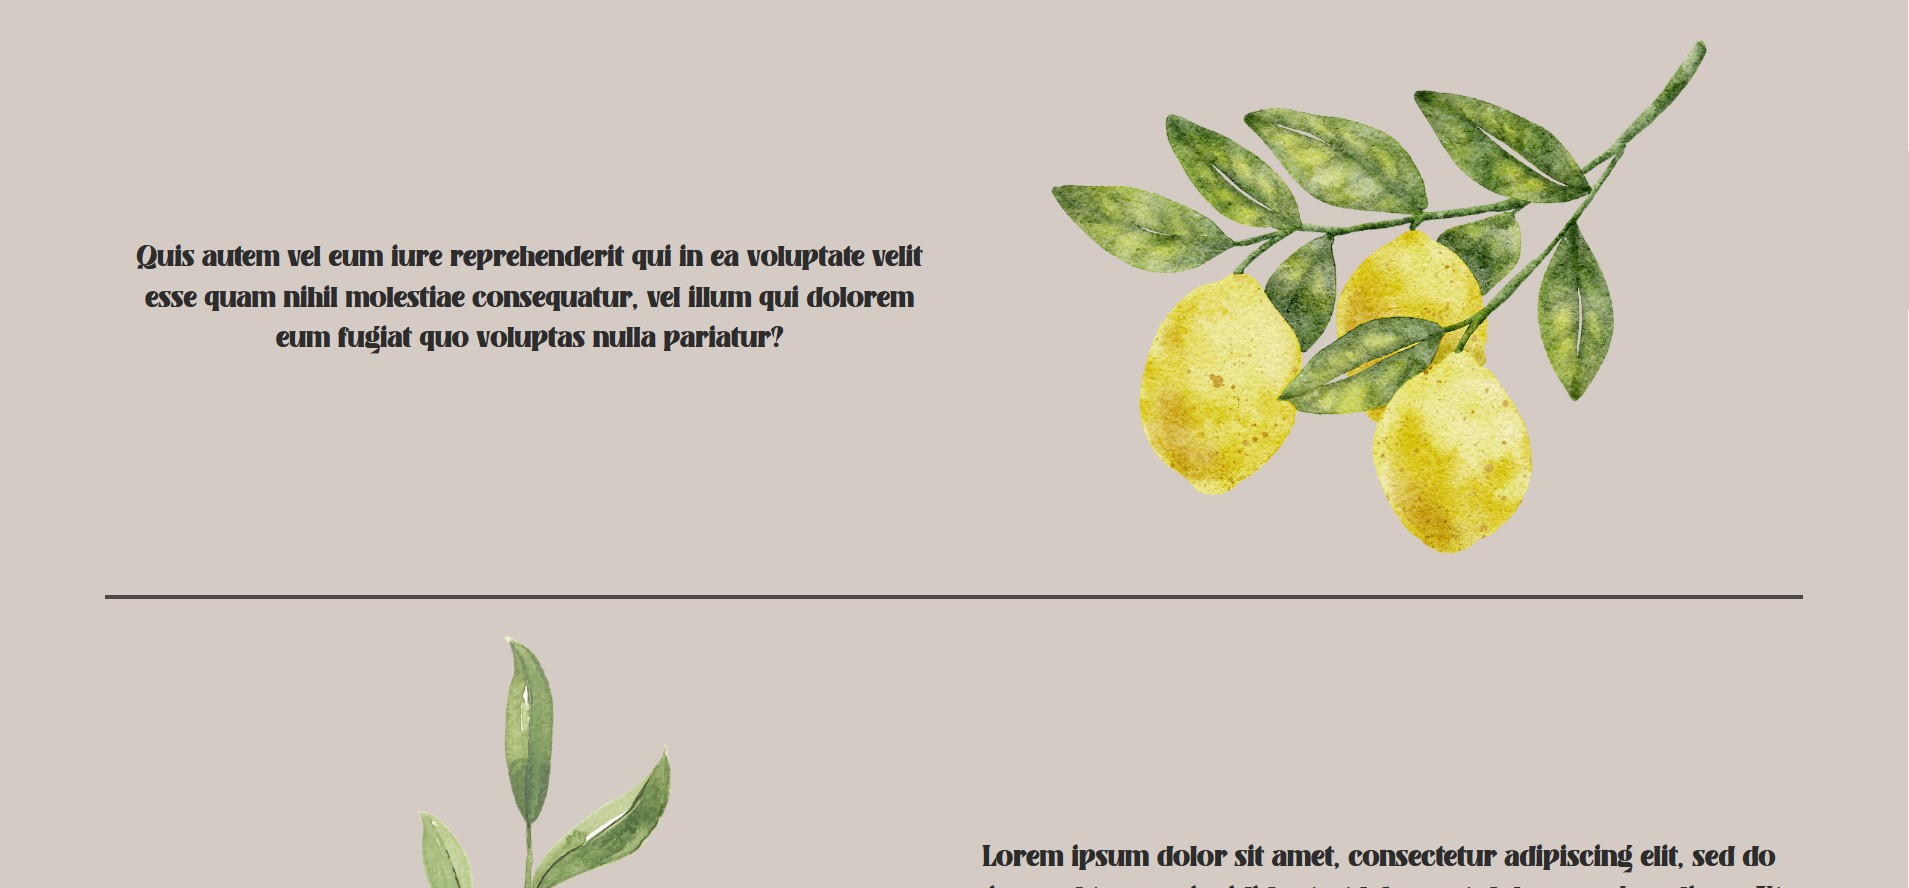 Quis autem vel eum iure reprehenderit qui in ea voluptate velit
esse quam nihil molestiae consequatur, vel illum qui dolorem
eum fugiat quo voluptas nulla pariatur?
Lorem ipsum dolor sit amet, consectetur adipiscing elit, sed do